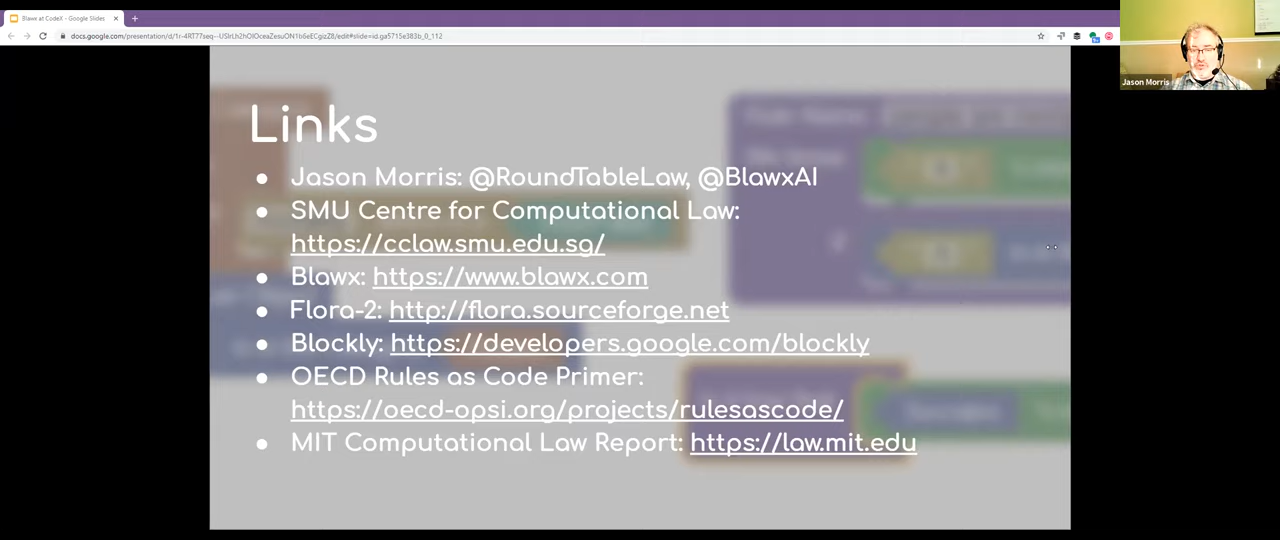 Blawx at CodeX - Google Slides
Jason Morris
Links
● Jason Morris: @RoundTableLaw, @BlawxAI
● SMU Centre for Computational Law:
https://cclaw.smu.edu.sg/
● Blawx: https://www.blawx.com
● Flora-2: http://flora.sourceforge.net
● Blockly: https://developers.google.com/blockly
● OECD Rules as Code Primer:
https://oecd-opsi.org/projects/rulesascode/
● MIT Computational Law Report: https://law.mit.edu